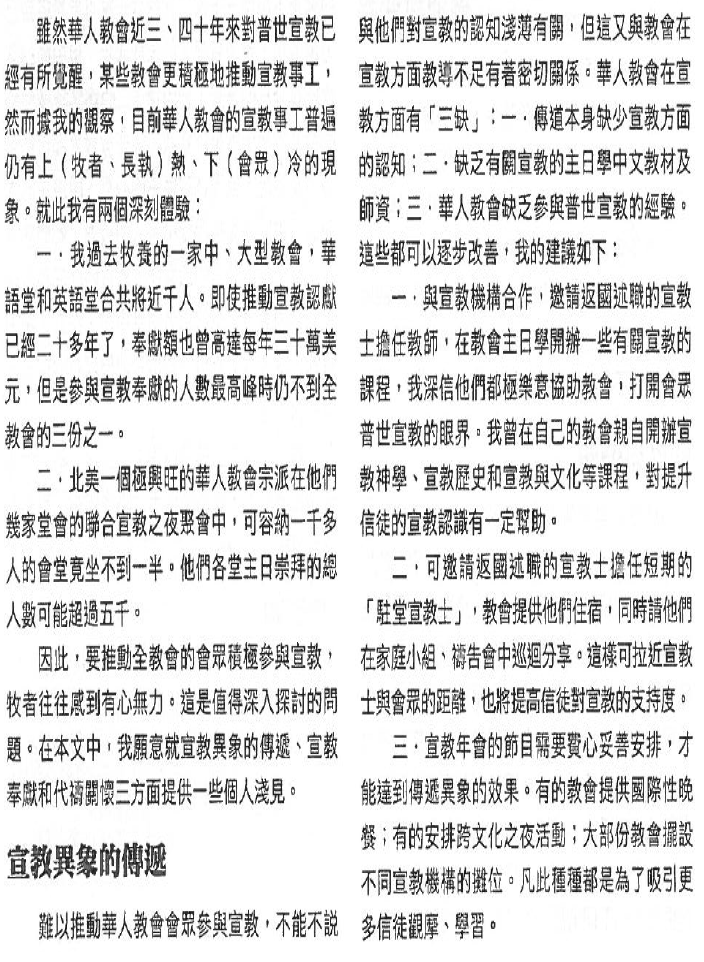 雖然華人教會近三、四十年來對普世宣教已
經有所覺醒，某些教會更積極地推動宣教事工，
然而據我的觀察，目前華人教會的宣教事工普遍
仍有上（牧者、長執）熱、下（會眾）冷的現
象。就此我有兩個深刻體驗：
一．我過去牧養的一家中、大型教會，華
語堂和英語堂合共將近千人。即使推動宣教認獻
已經二十多年了，奉獻額也曾高達每年三十萬美
元，但是參與宣教奉獻的人數最高峰時仍不到全
教會的三份之一。
二．北美一個極興旺的華人教會宗派在他們
幾家堂會的聯合宣教之夜聚會中，可容納一千多
人的會堂竟坐不到一半。他們各堂主日崇拜的總
人數可能超過五千。
因此，要推動全教會的會眾積極參與宣教，
牧者往往感到有心無力。這是值得深入探討的問
題。在本文中，我願意就宣教異象的傳遞、宣教
奉獻和代禱關懷三方面提供一些個人淺見。
宣教異象的傳遞
難以推動華人教會會眾參與宣教，不能不說
與他們對宣教的認知淺薄有關，但這又與教會在
宣教方面教導不足有著密切關係。華人教會在宣
教方面有「三缺」；一．傳道本身缺少宣教方面
的認知；二．缺乏有關宣教的主日學中文教材及
師資；三．華人教會缺乏參與普世宣教的經驗。
這些都可以逐步改善，我的建議如下：
一．與宣教機構合作，邀請返國述職的宣教
士擔任教師，在教會主日學開辦一些有關宣教的
課程，我深信他們都極樂意協助教會，打開會眾
普世宣教的眼界。我曾在自己的教會親自開辦宣
教神學、宣教歷史和宣教與文化等課程，對提升
信徒的宣教認識有一定幫助。
二．可邀請返國述職的宣教士擔任短期的
「駐堂宣教士」，教會提供他們住宿，同時請他們
在家庭小組、禱告會中巡迴分享。這樣可拉近宣教
士與會眾的距離，也將提高信徒對宣教的支持度。
三．宣教年會的節目需要費心妥善安排，才
能達到傳遞異象的效果。有的教會提供國際性晚
餐；有的安排跨文化之夜活動；大部份教會擺設
不同宣教機構的攤位。凡此種種都是為了吸引更
多信徒觀摩、學習。